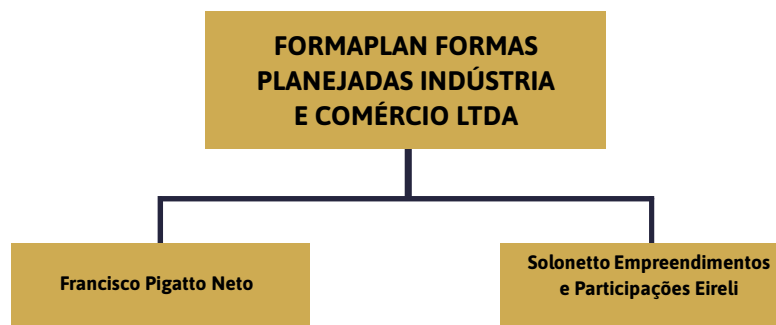 FORMAPLAN FORMAS
PLANEJADAS INDÚSTRIA
E COMÉRCIO LTDA
Francisco Pigatto Neto
Solonetto Empreendimentos
e Participações Eireli